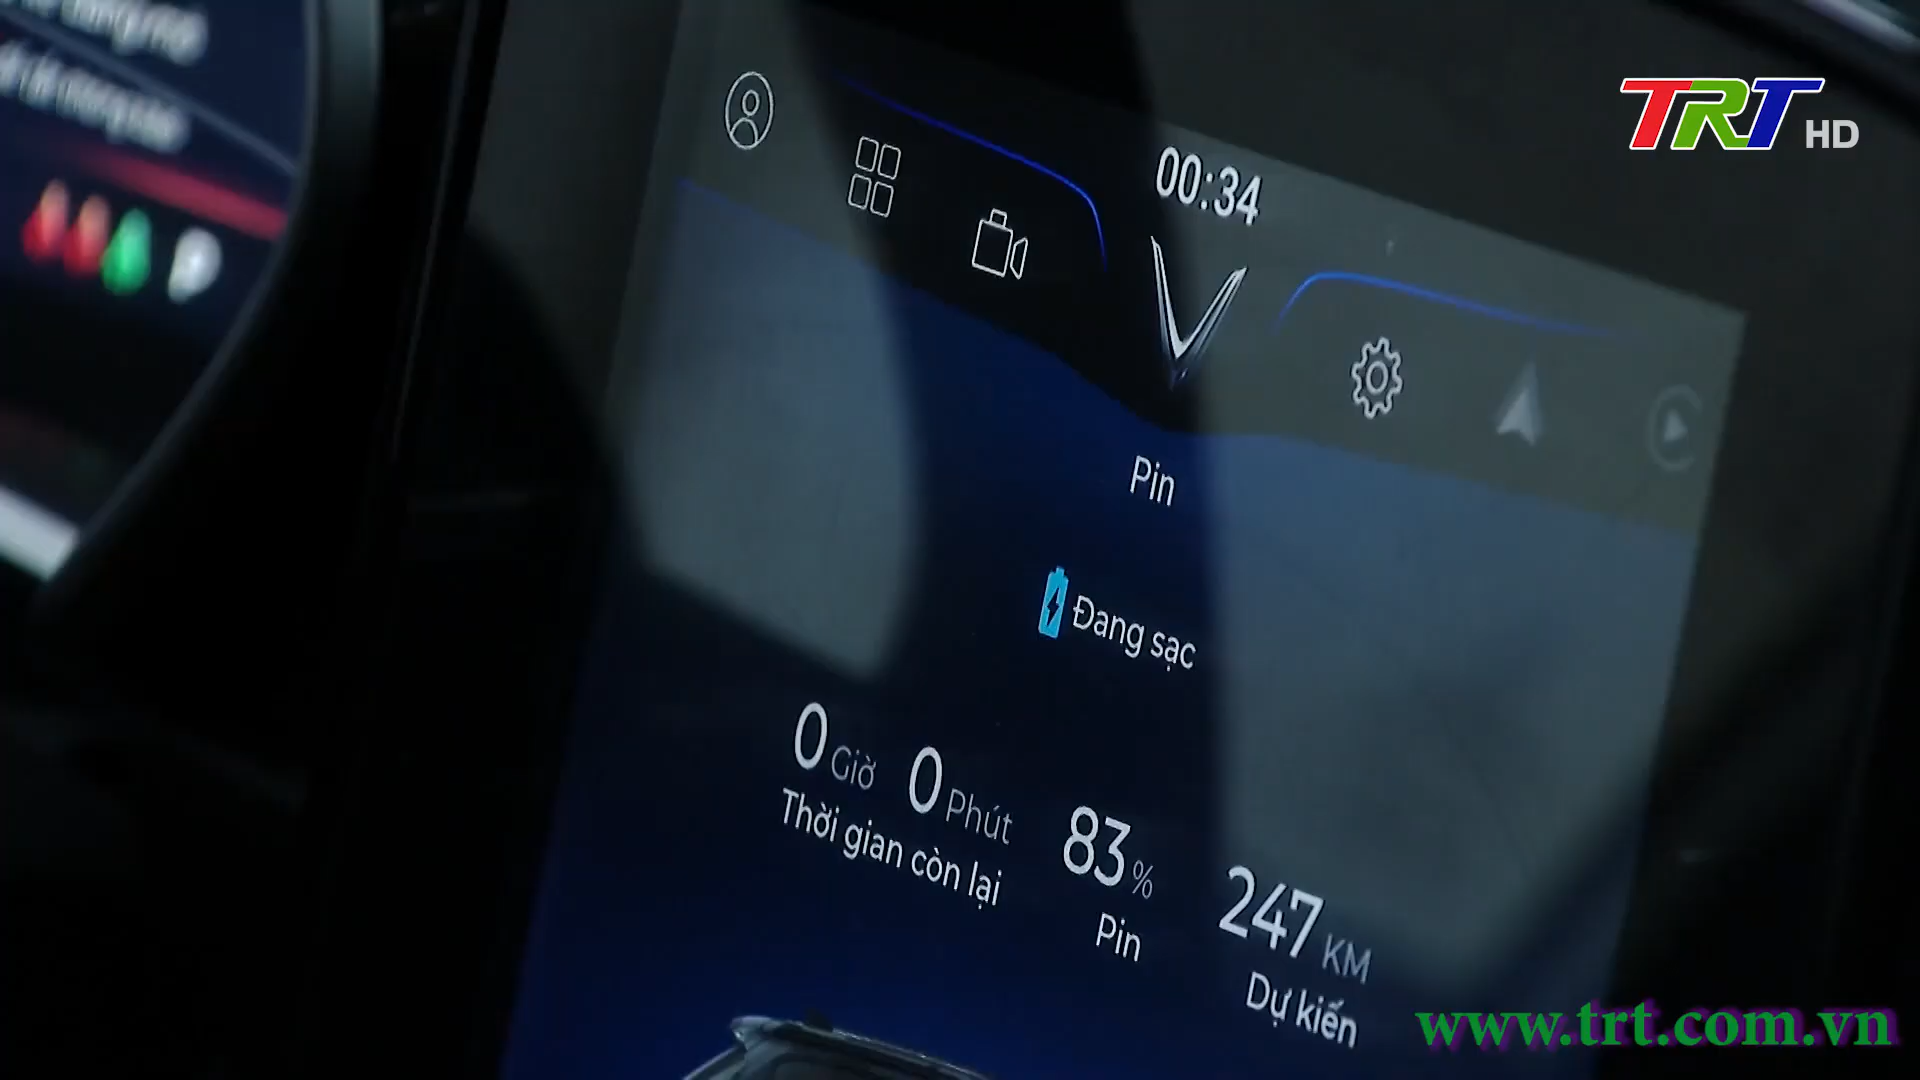 TRT HD
00:34
Pin
Đang sạc
0 Giờ 0 Phút
Thời gian còn lại
83 %
Pin
247 KM
Dự kiến
www.trt.com.vn